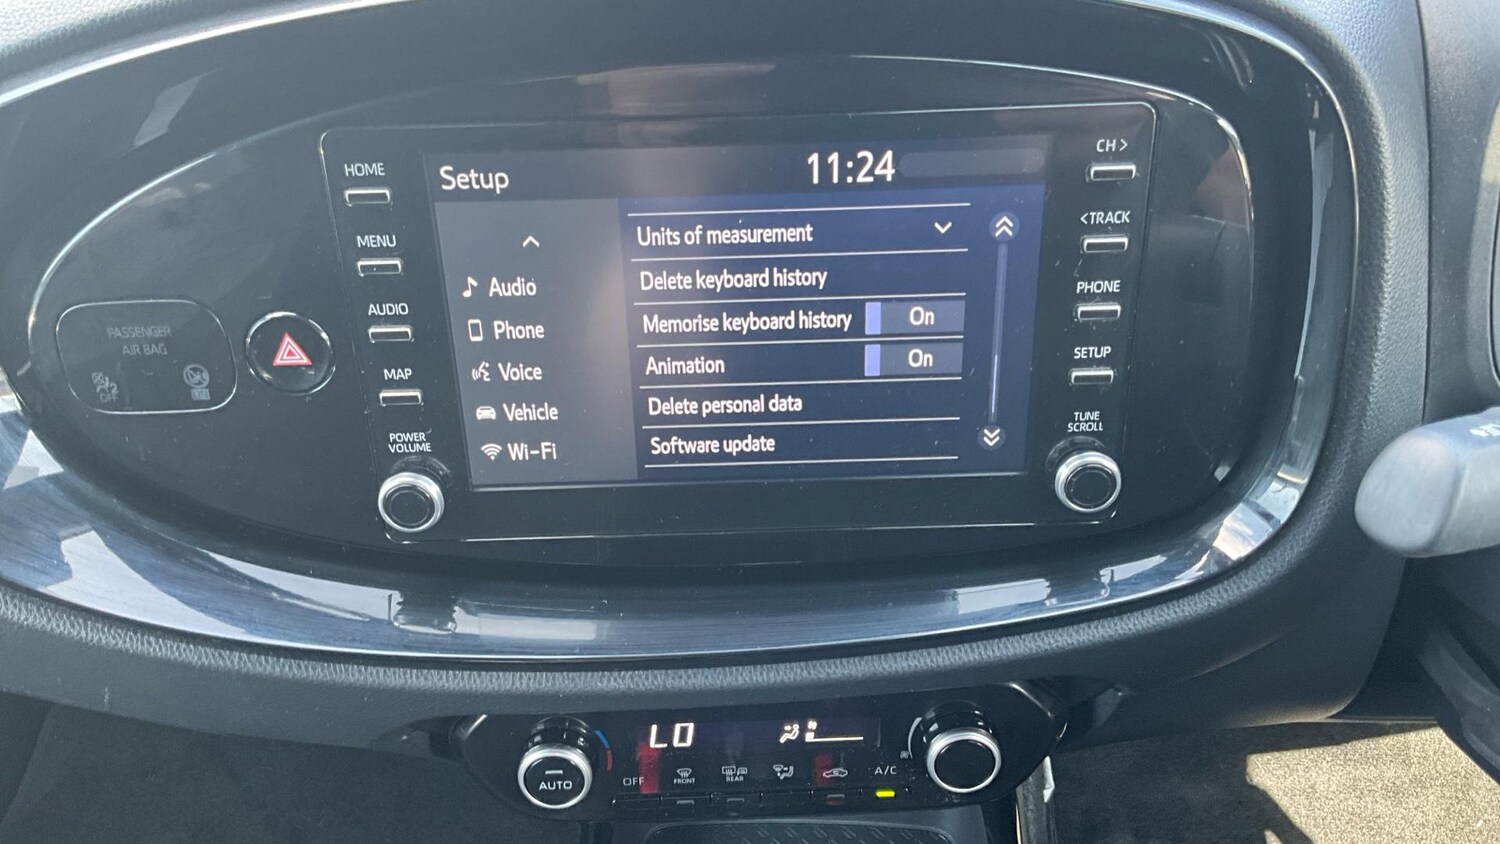 HOME
MENU
AUDIO
MAP
POWER
VOLUME
PASSENGER
AIR BAG
OFF
Setup
11:24
Audio
Phone
Voice
Vehicle
Wi-Fi
Units of measurement
Delete keyboard history
Memorise keyboard history On
Animation On
Delete personal data
Software update
CH >
< TRACK
PHONE
SETUP
TUNE
SCROLL
LO
AUTO
OFF
FRONT
REAR
A/C